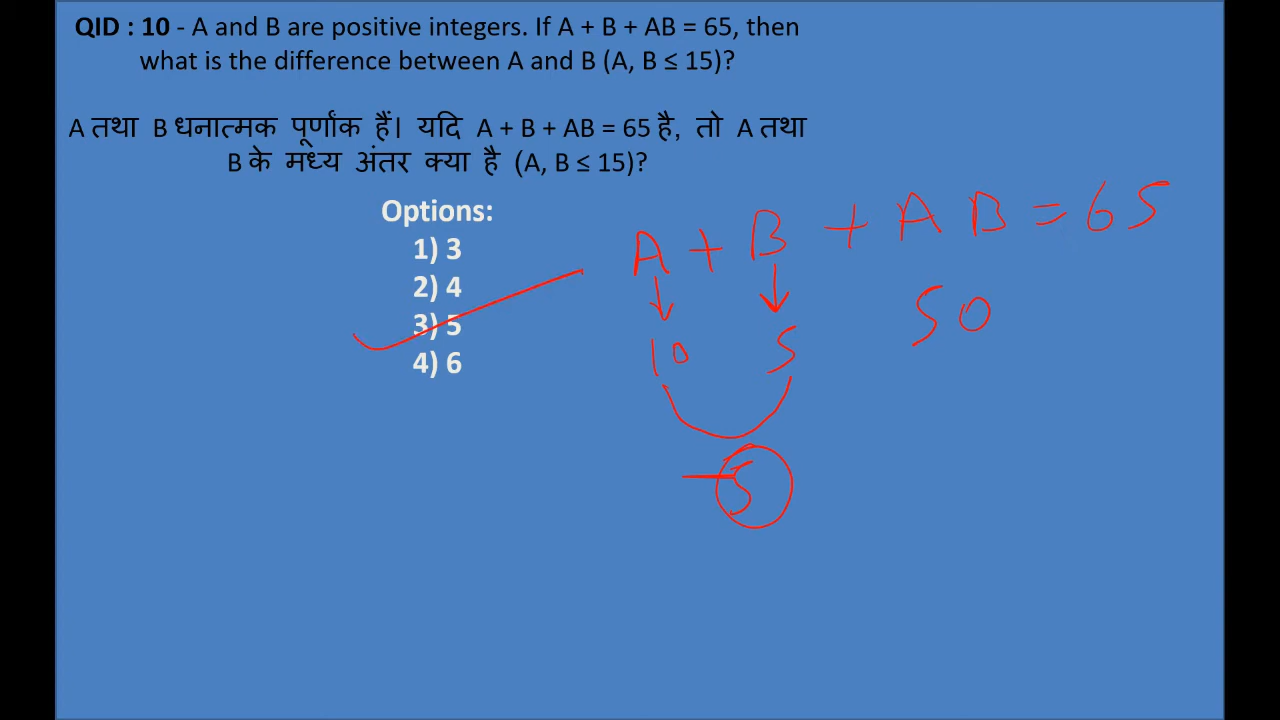 QID : 10 - A and B are positive integers. If A + B + AB = 65, then
what is the difference between A and B (A, B ≤ 15)?
A तथा B धनात्मक पूर्णांक हैं। यदि A + B + AB = 65 है, तो A तथा
B के मध्य अंतर क्या है (A, B ≤ 15)?
Options:
1) 3
2) 4
3) 5
4) 6
A + B + A B = 65
10 5 50
5